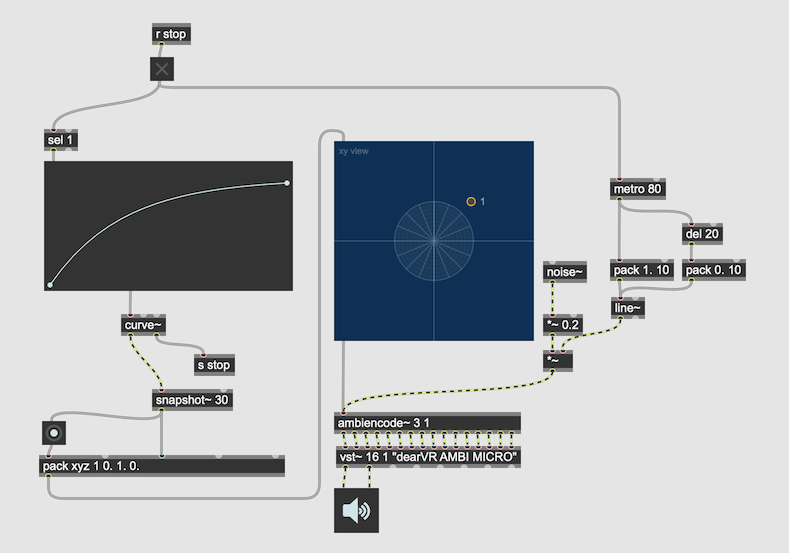 r stop
sel 1
xy view
1
metro 80
del 20
noise~
pack 1. 10
pack 0. 10
line~
curve~
*~ 0.2
s stop
*~
snapshot~ 30
ambiencode~ 3 1
vst~ 16 1 "dearVR AMBI MICRO"
pack xyz 1 0. 1. 0.